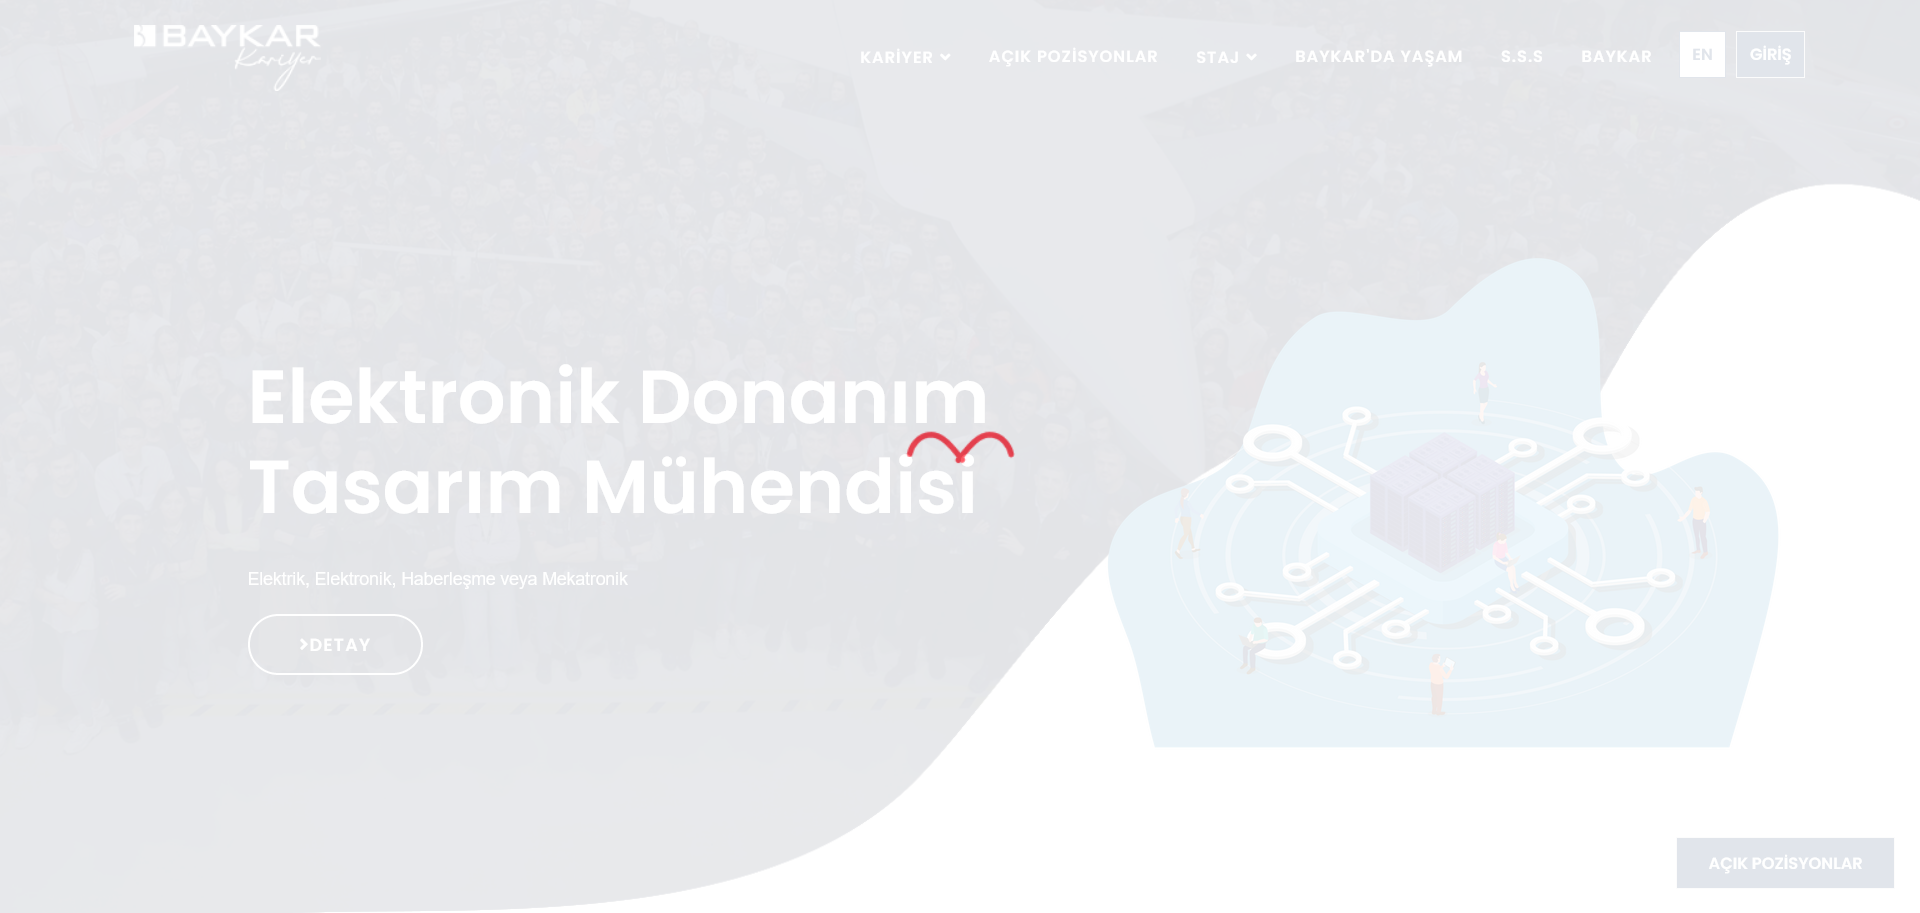 BAYKAR
Kariyer
KARİYER
AÇIK POZİSYONLAR
STAJ
BAYKAR'DA YAŞAM
S.S.S
BAYKAR
EN
GİRİŞ
Elektronik Donanım
Tasarım Mühendisi
Elektrik, Elektronik, Haberleşme veya Mekatronik
DETAY
AÇIK POZİSYONLAR